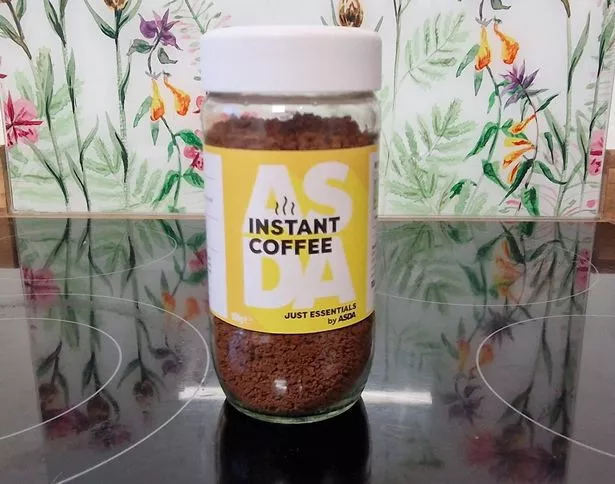 AS
INSTANT
COFFEE
DA
JUST ESSENTIALS
by ASDA